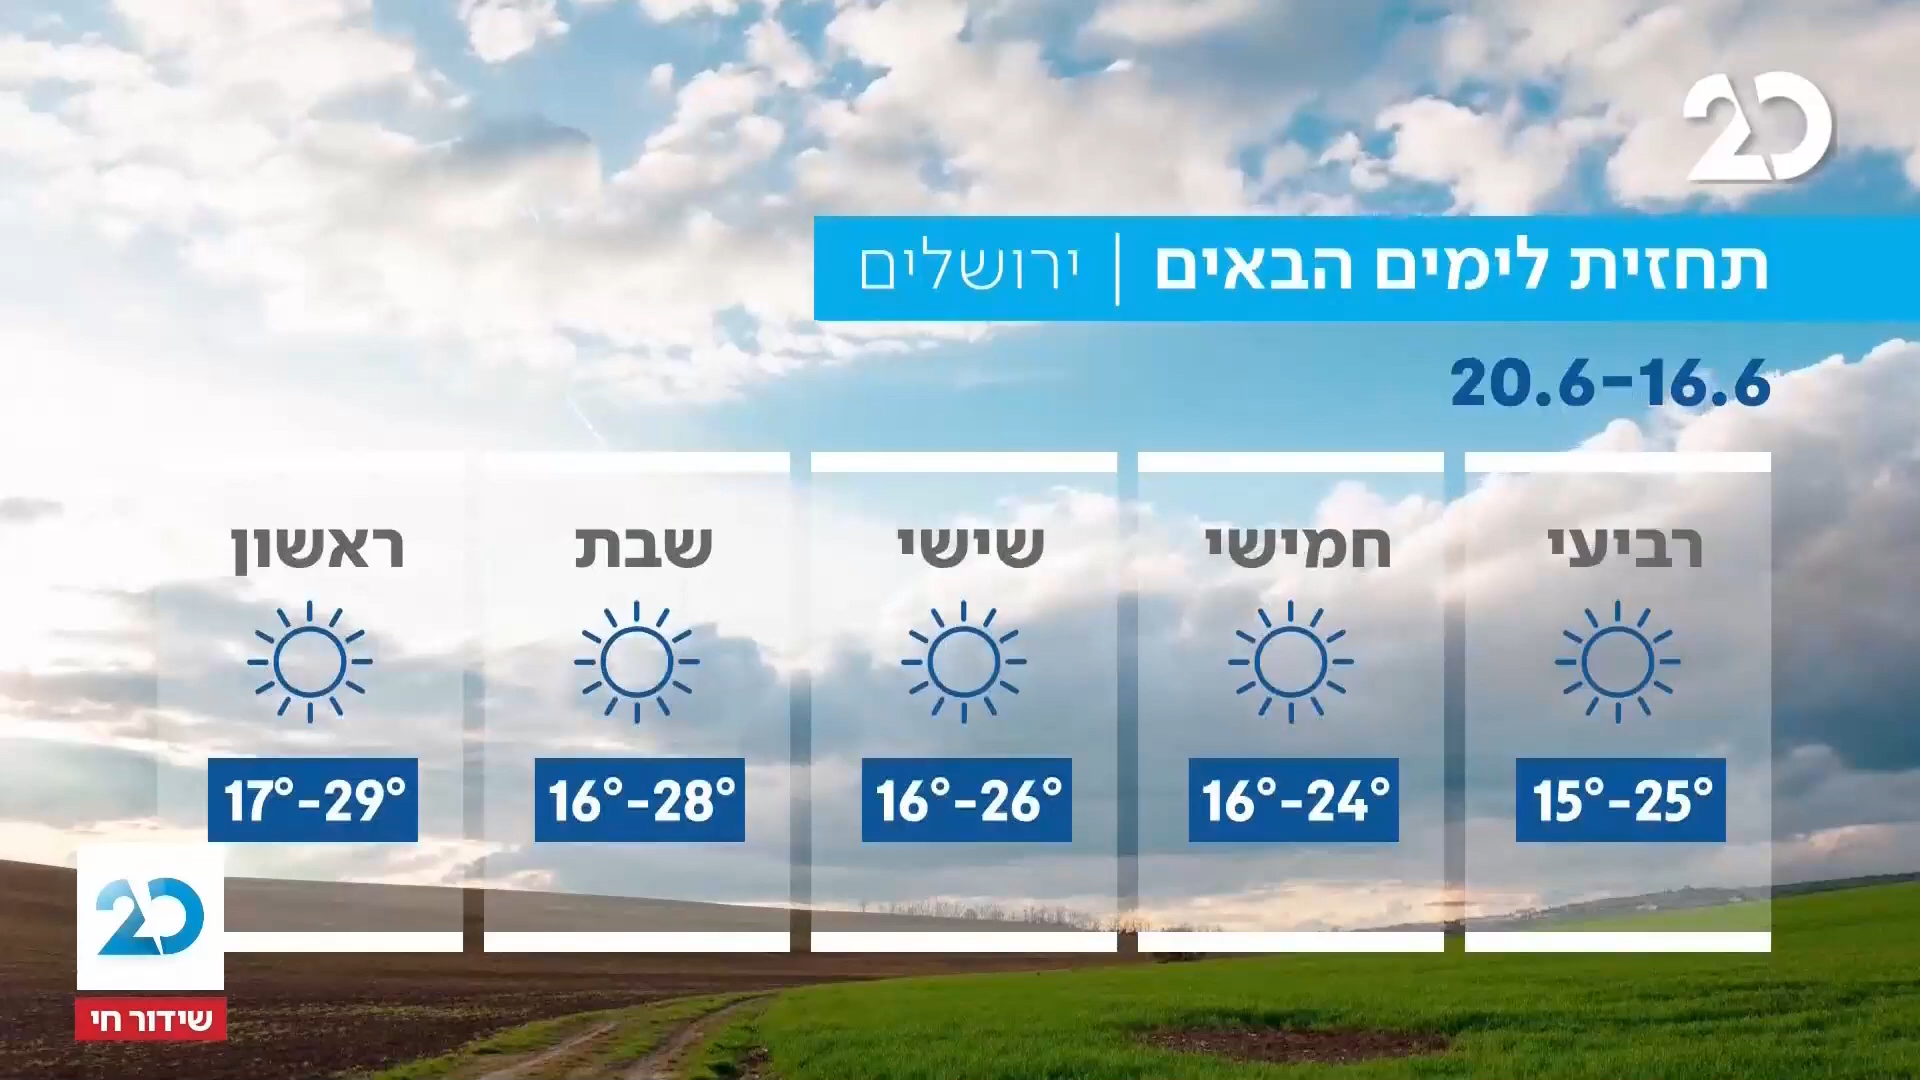 20
תחזית לימים הבאים | ירושלים
20.6-16.6
רביעי
15°-25°
חמישי
16°-24°
שישי
16°-26°
שבת
16°-28°
ראשון
17°-29°
20
שידור חי